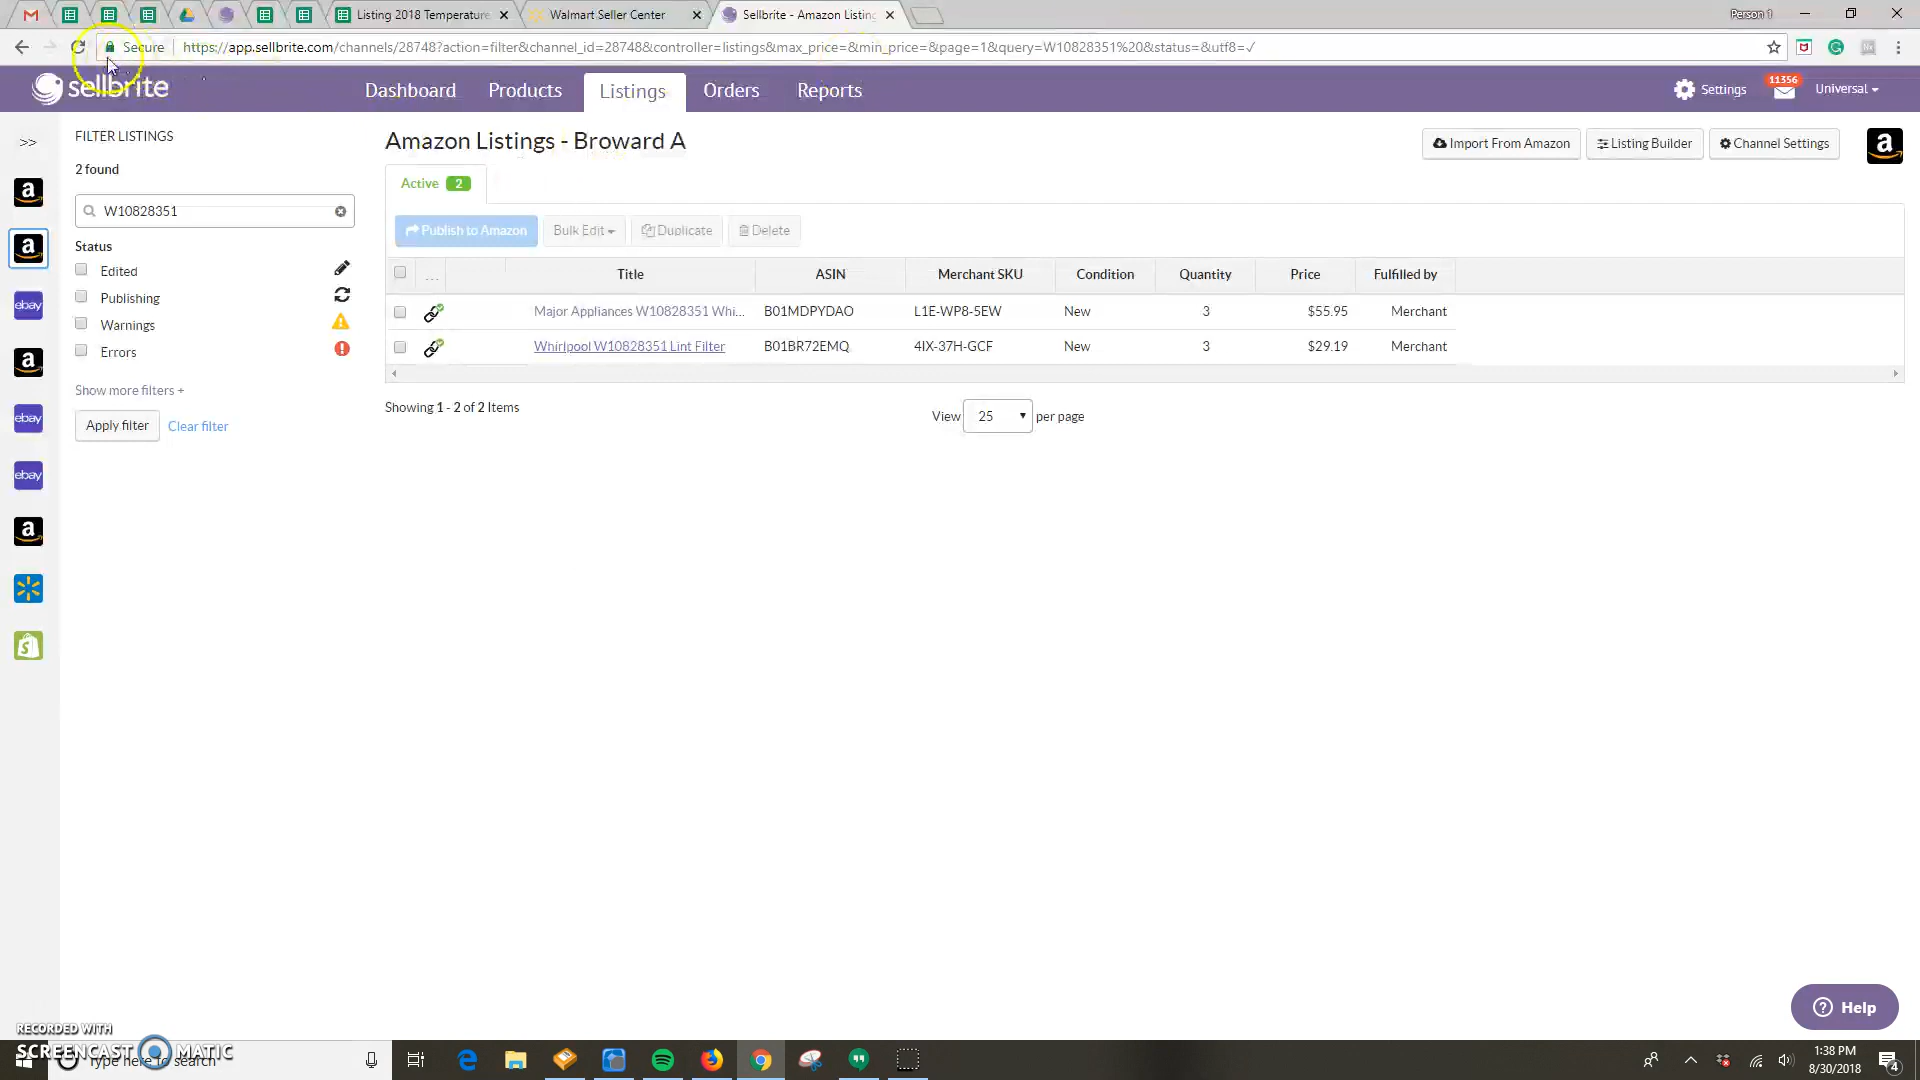 Listing 2018 Temperature
Walmart Seller Center
Sellbrite - Amazon Listing
Person 1
Secure
https://app.sellbrite.com/channels/28748?action=filter&channel_id=28748&controller=listings&max_price=&min_price=&page=1&query=W10828351%20&status=&utf8=✓
sellbrite
Dashboard
Products
Listings
Orders
Reports
Settings
11356
Universal
>>
FILTER LISTINGS
2 found
W10828351
Status
Edited
Publishing
Warnings
Errors
Show more filters +
Apply filter
Clear filter
a
a
ebay
a
ebay
ebay
a
Amazon Listings - Broward A
Import From Amazon
Listing Builder
Channel Settings
a
Active 2
Publish to Amazon
Bulk Edit
Duplicate
Delete
... Title ASIN Merchant SKU Condition Quantity Price Fulfilled by
Major Appliances W10828351 Whi... B01MDPYDAO L1E-WP8-5EW New 3 $55.95 Merchant
Whirlpool W10828351 Lint Filter B01BR72EMQ 4IX-37H-GCF New 3 $29.19 Merchant
Showing 1 - 2 of 2 Items
View 25 per page
Help
RECORDED WITH
SCREENCAST MATIC
Type here to search
1:38 PM
8/30/2018
4